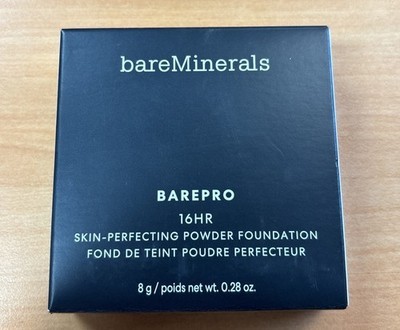 bareMinerals
BAREPRO
16HR
SKIN-PERFECTING POWDER FOUNDATION
FOND DE TEINT POUDRE PERFECTEUR
8 g / poids net wt. 0.28 oz.